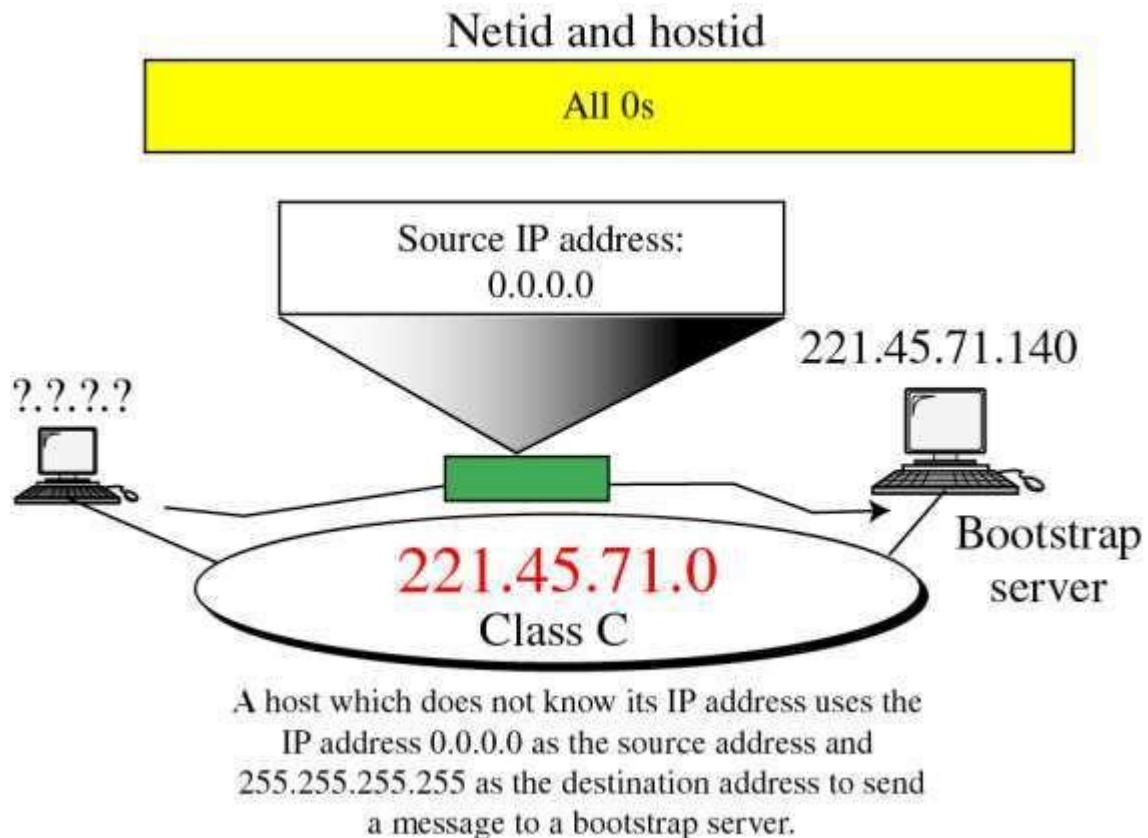 Netid and hostid
All 0s
Source IP address:
0.0.0.0
221.45.71.140
?.?.?.?
Bootstrap
server
221.45.71.0
Class C
A host which does not know its IP address uses the
IP address 0.0.0.0 as the source address and
255.255.255.255 as the destination address to send
a message to a bootstrap server.